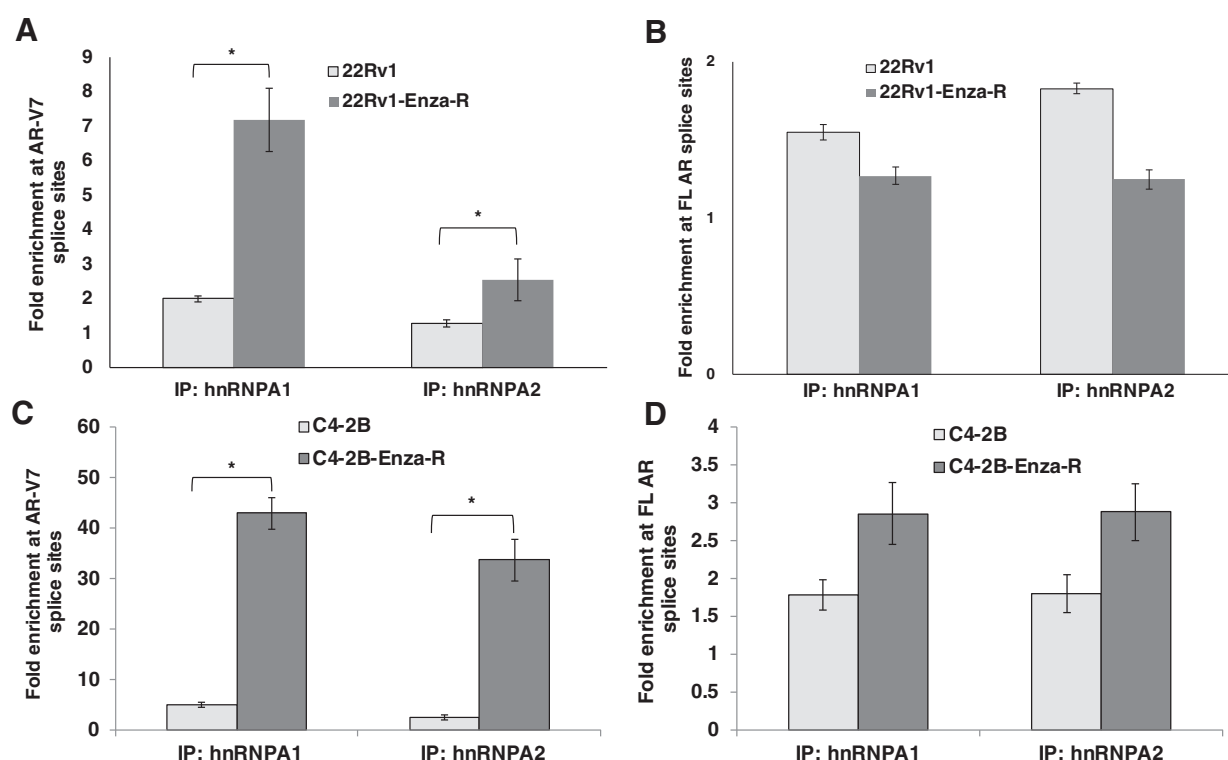 A
Fold enrichment at AR-V7
splice sites
9
8
7
6
5
4
3
2
1
0
*
*
22Rv1
22Rv1-Enza-R
IP: hnRNPA1
IP: hnRNPA2
B
Fold enrichment at FL AR splice sites
2
1
0
22Rv1
22Rv1-Enza-R
IP: hnRNPA1
IP: hnRNPA2
C
Fold enrichment at AR-V7
splice sites
60
50
40
30
20
10
0
*
*
C4-2B
C4-2B-Enza-R
IP: hnRNPA1
IP: hnRNPA2
D
Fold enrichment at FL AR
splice sites
4
3.5
3
2.5
2
1.5
1
0.5
0
C4-2B
C4-2B-Enza-R
IP: hnRNPA1
IP: hnRNPA2